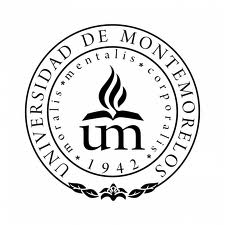 UNIVERSIDAD DE MONTEMORELOS
moralis * mentalis * corporalis
um
* 1942 *